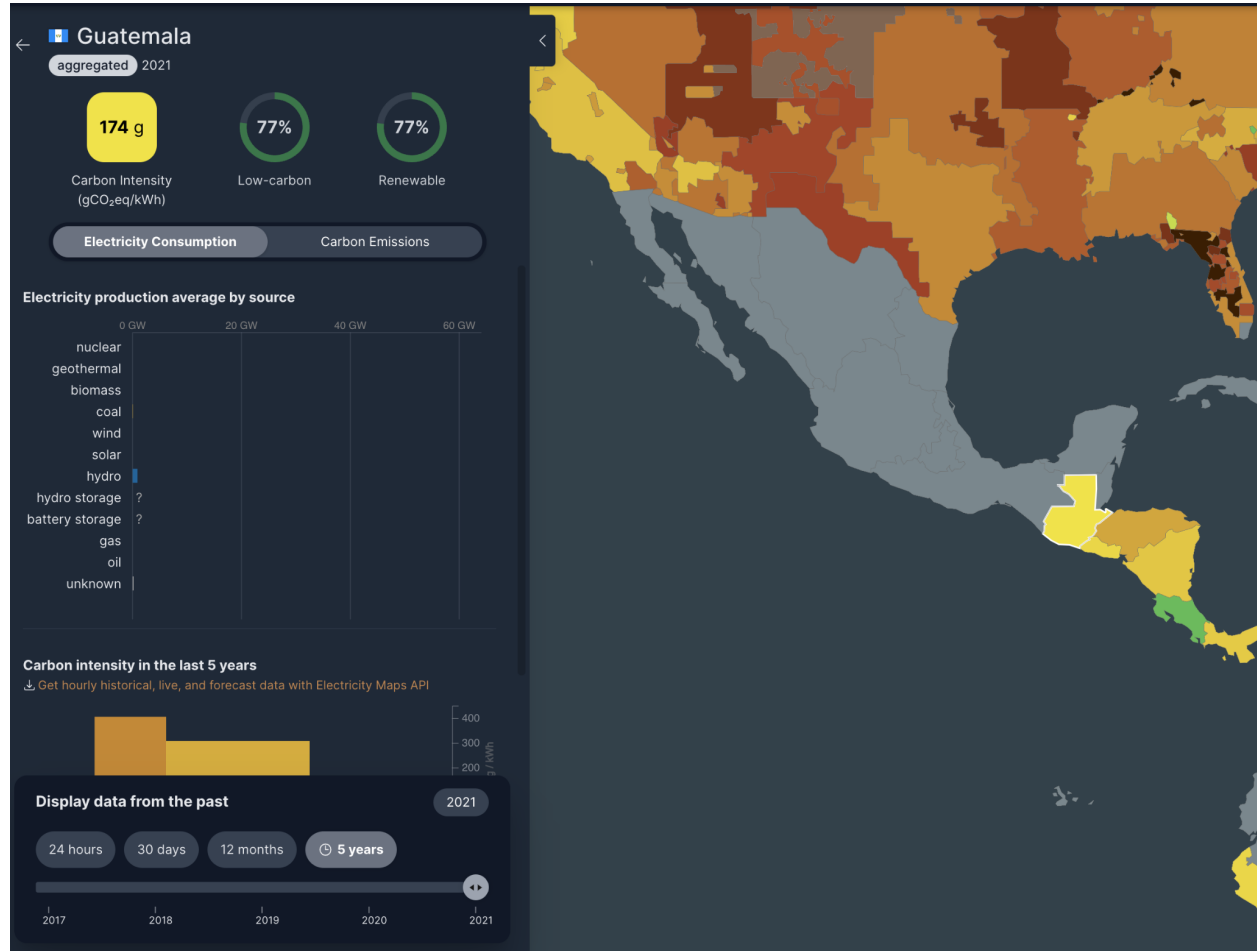 Guatemala
aggregated 2021
174 g
77%
77%
Carbon Intensity
(gCO₂eq/kWh)
Low-carbon
Renewable
Electricity Consumption
Carbon Emissions
Electricity production average by source
0 GW 20 GW 40 GW 60 GW
nuclear
geothermal
biomass
coal
wind
solar
hydro
hydro storage ?
battery storage ?
gas
oil
unknown
Carbon intensity in the last 5 years
Get hourly historical, live, and forecast data with Electricity Maps API
400
300
200
g / kWh
Display data from the past
2021
24 hours 30 days 12 months 5 years
2017 2018 2019 2020 2021